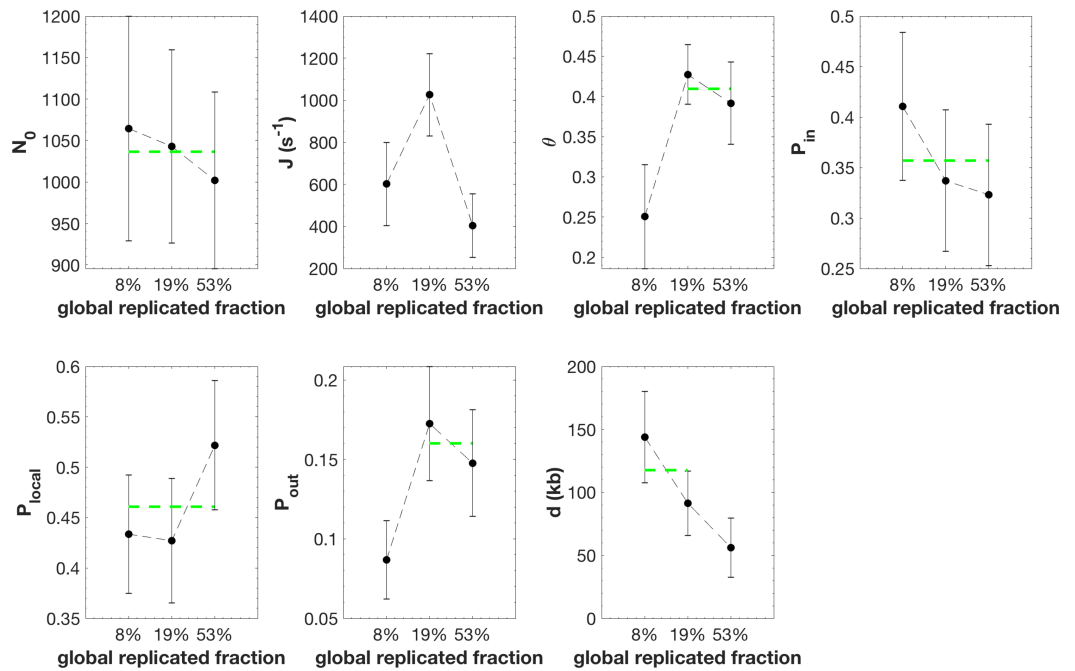 1200
1150
1100
1050
1000
950
900
N0
8% 19% 53%
global replicated fraction
1400
1200
1000
800
600
400
200
J (s-1)
8% 19% 53%
global replicated fraction
0.5
0.45
0.4
0.35
0.3
0.25
0.2
θ
8% 19% 53%
global replicated fraction
0.5
0.45
0.4
0.35
0.3
0.25
Pin
8% 19% 53%
global replicated fraction
0.6
0.55
0.5
0.45
0.4
0.35
Plocal
8% 19% 53%
global replicated fraction
0.2
0.15
0.1
0.05
Pout
8% 19% 53%
global replicated fraction
200
150
100
50
0
d (kb)
8% 19% 53%
global replicated fraction